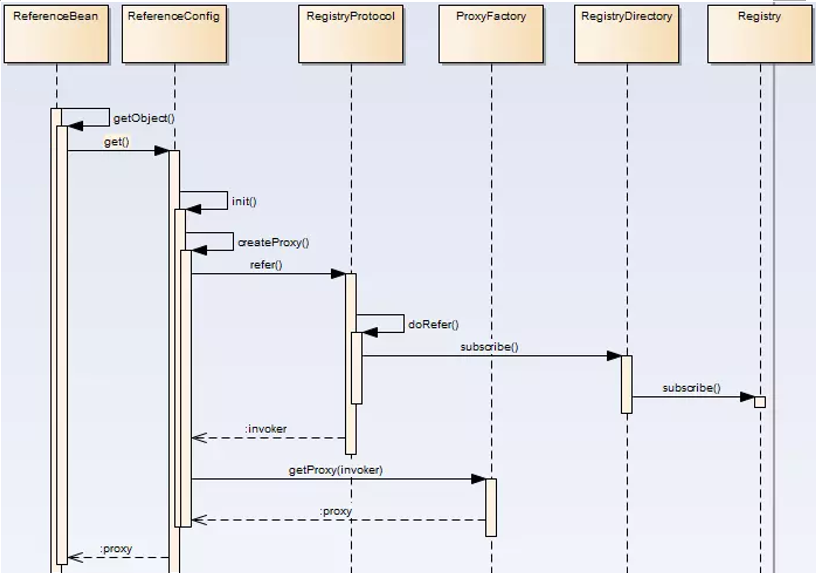 ReferenceBean
ReferenceConfig
RegistryProtocol
ProxyFactory
RegistryDirectory
Registry
getObject()
get()
init()
createProxy()
refer()
doRefer()
subscribe()
subscribe()
:invoker
getProxy(invoker)
:proxy
:proxy